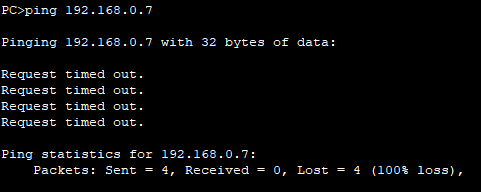 PC>ping 192.168.0.7
Pinging 192.168.0.7 with 32 bytes of data:
Request timed out.
Request timed out.
Request timed out.
Request timed out.
Ping statistics for 192.168.0.7:
Packets: Sent = 4, Received = 0, Lost = 4 (100% loss),